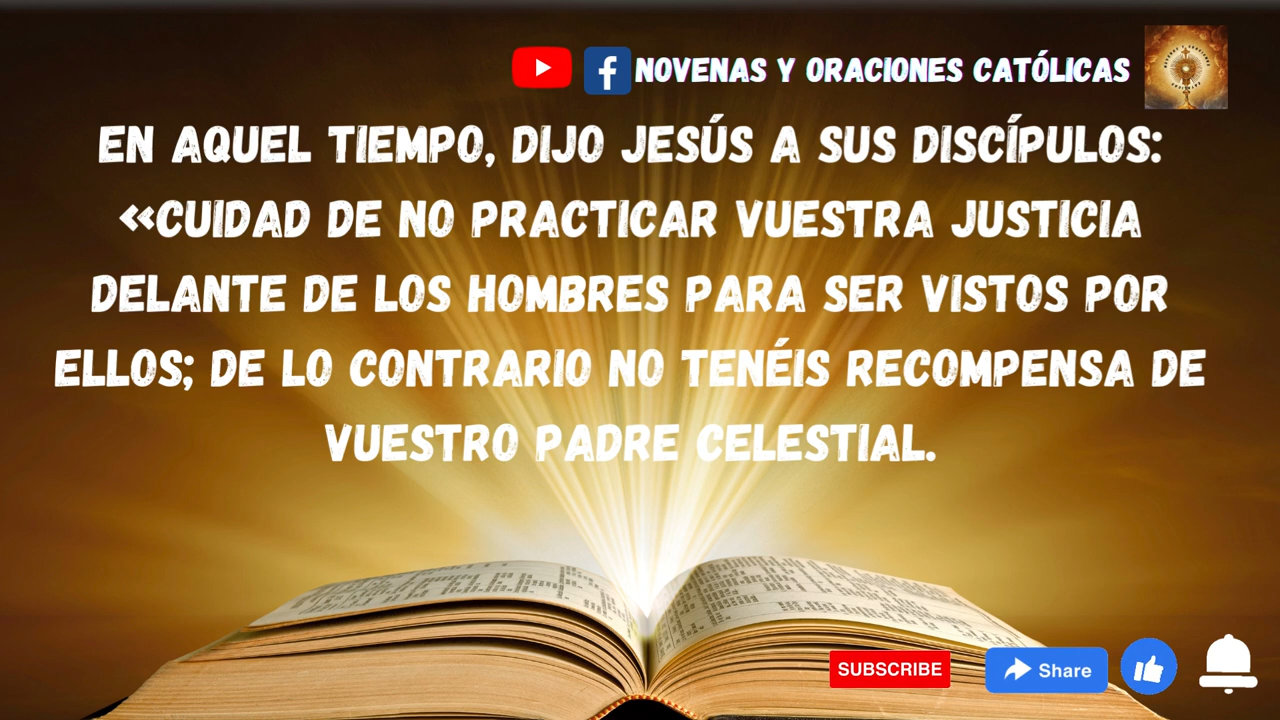 NOVENAS Y ORACIONES CATÓLICAS
EN AQUEL TIEMPO, DIJO JESÚS A SUS DISCÍPULOS:
«CUIDAD DE NO PRACTICAR VUESTRA JUSTICIA
DELANTE DE LOS HOMBRES PARA SER VISTOS POR
ELLOS; DE LO CONTRARIO NO TENÉIS RECOMPENSA DE
VUESTRO PADRE CELESTIAL.
SUBSCRIBE
Share